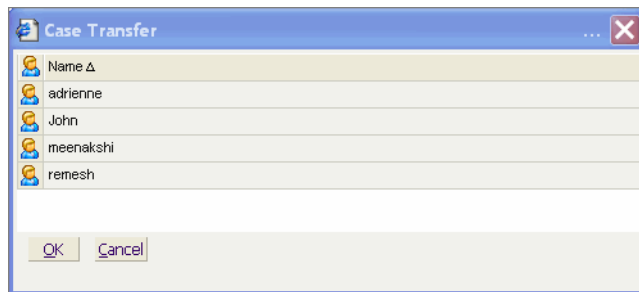 Case Transfer ...
Name Δ
adrienne
John
meenakshi
remesh
OK Cancel